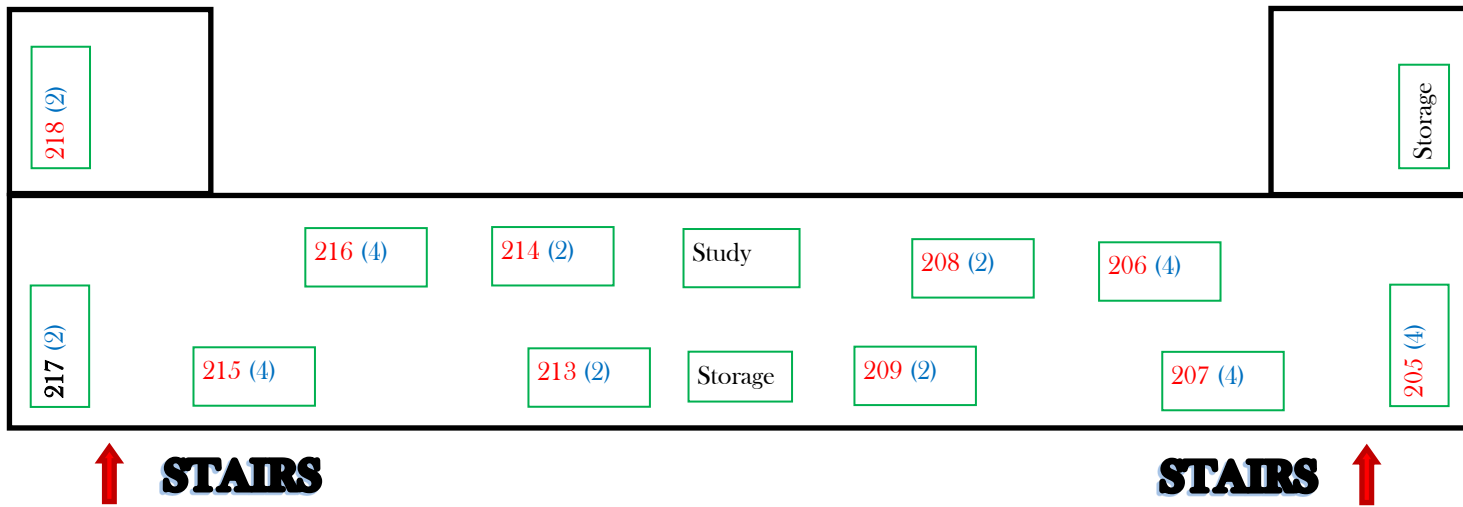 218 (2)
Storage
216 (4)
214 (2)
Study
208 (2)
206 (4)
217 (2)
215 (4)
213 (2)
Storage
209 (2)
207 (4)
205 (4)
STAIRS
STAIRS